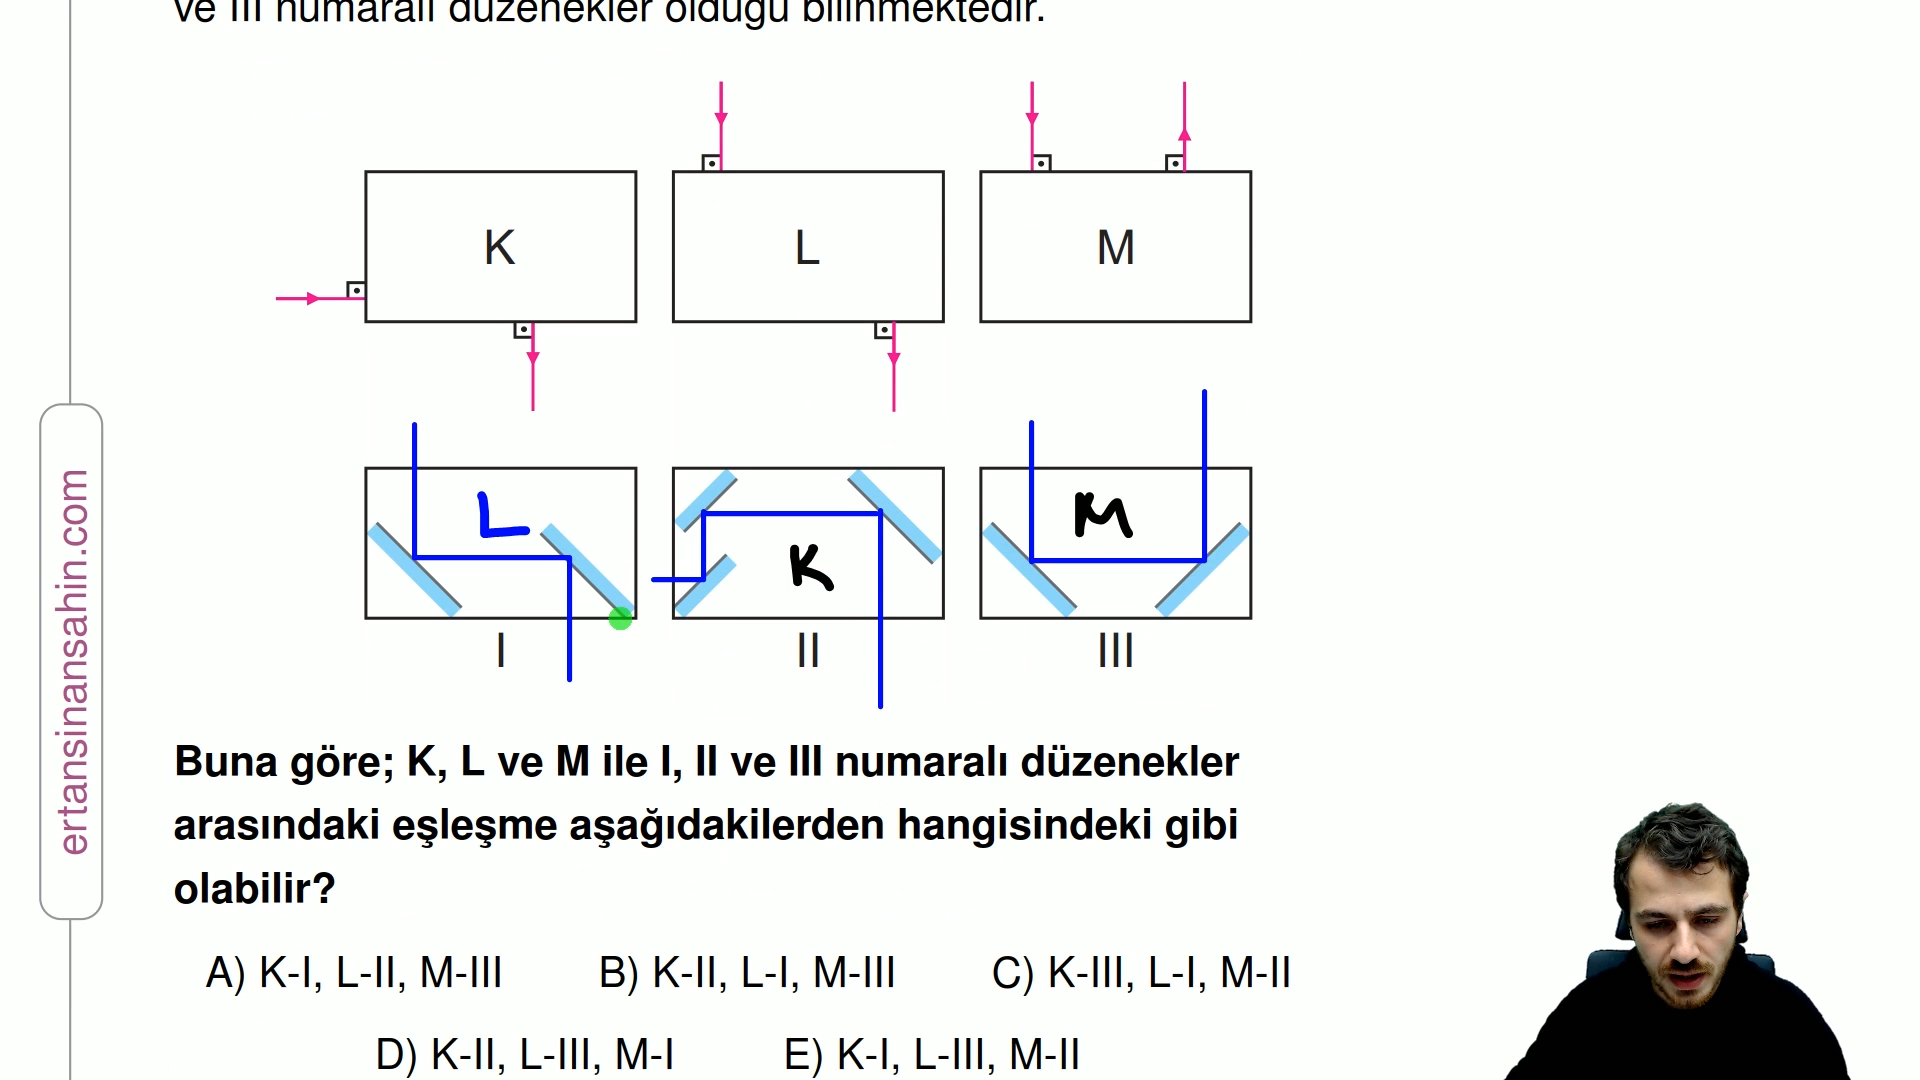 ve III numaralı düzenekler olduğu bilinmektedir.
K
L
M
L
K
M
I
II
III
Buna göre; K, L ve M ile I, II ve III numaralı düzenekler
arasındaki eşleşme aşağıdakilerden hangisindeki gibi
olabilir?
A) K-I, L-II, M-III B) K-II, L-I, M-III C) K-III, L-I, M-II
D) K-II, L-III, M-I E) K-I, L-III, M-II
ertansinansahin.com